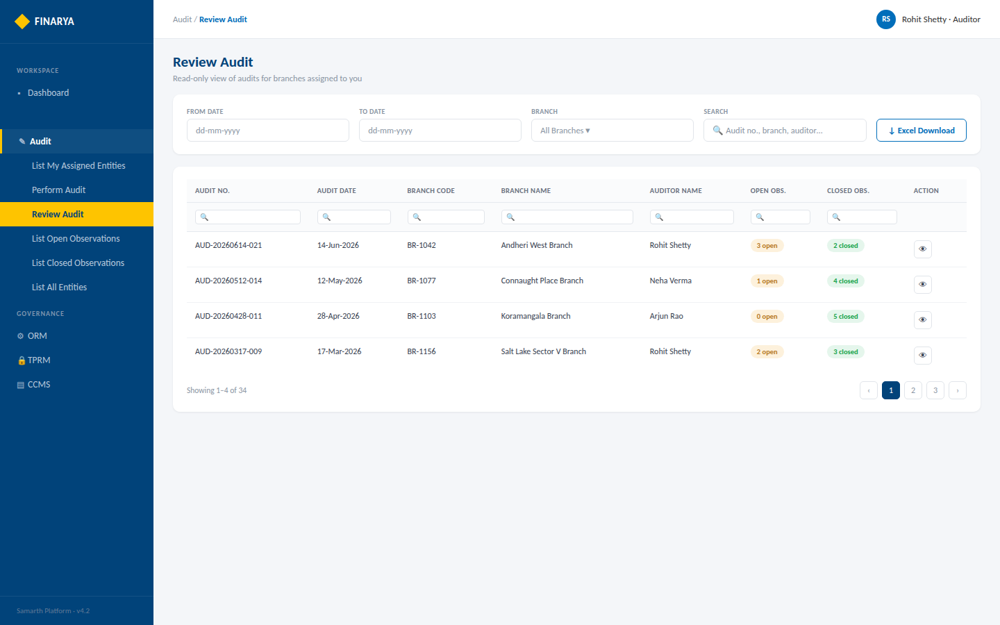 FINARYA
WORKSPACE
Dashboard
Audit
List My Assigned Entities
Perform Audit
Review Audit
List Open Observations
List Closed Observations
List All Entities
GOVERNANCE
ORM
TPRM
CCMS
Samarth Platform - v4.2
Audit / Review Audit
RS Rohit Shetty · Auditor
Review Audit
Read-only view of audits for branches assigned to you
FROM DATE TO DATE BRANCH SEARCH
dd-mm-yyyy dd-mm-yyyy All Branches ▾ 🔍 Audit no., branch, auditor... ↓ Excel Download
AUDIT NO. AUDIT DATE BRANCH CODE BRANCH NAME AUDITOR NAME OPEN OBS. CLOSED OBS. ACTION
AUD-20260614-021 14-Jun-2026 BR-1042 Andheri West Branch Rohit Shetty 3 open 2 closed
AUD-20260512-014 12-May-2026 BR-1077 Connaught Place Branch Neha Verma 1 open 4 closed
AUD-20260428-011 28-Apr-2026 BR-1103 Koramangala Branch Arjun Rao 0 open 5 closed
AUD-20260317-009 17-Mar-2026 BR-1156 Salt Lake Sector V Branch Rohit Shetty 2 open 3 closed
Showing 1–4 of 34 ‹ 1 2 3 ›